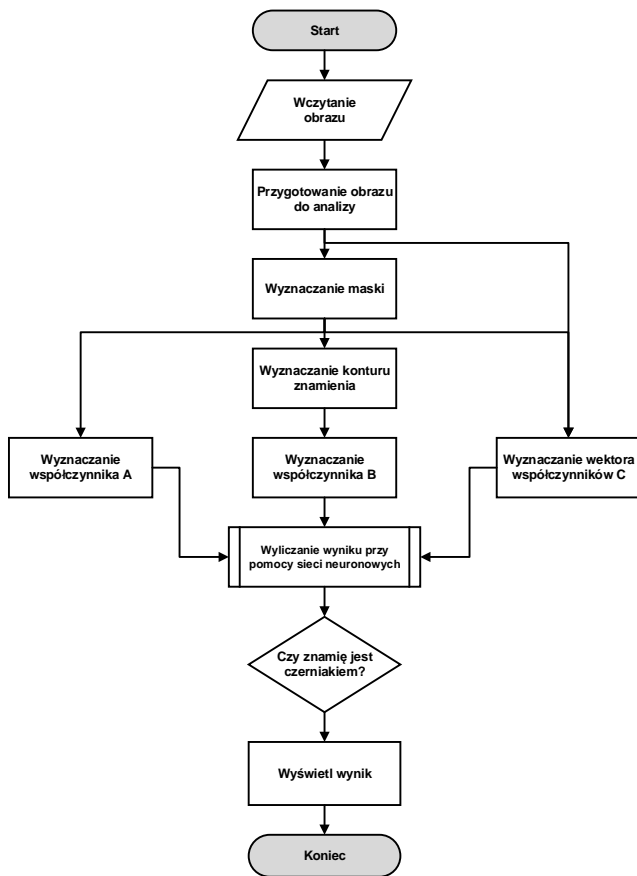 Start
Wczytanie
obrazu
Przygotowanie obrazu
do analizy
Wyznaczanie maski
Wyznaczanie konturu
znamienia
Wyznaczanie
współczynnika A
Wyznaczanie
współczynnika B
Wyznaczanie wektora
współczynników C
Wyliczanie wyniku przy
pomocy sieci neuronowych
Czy znamię jest
czerniakiem?
Wyświetl wynik
Koniec